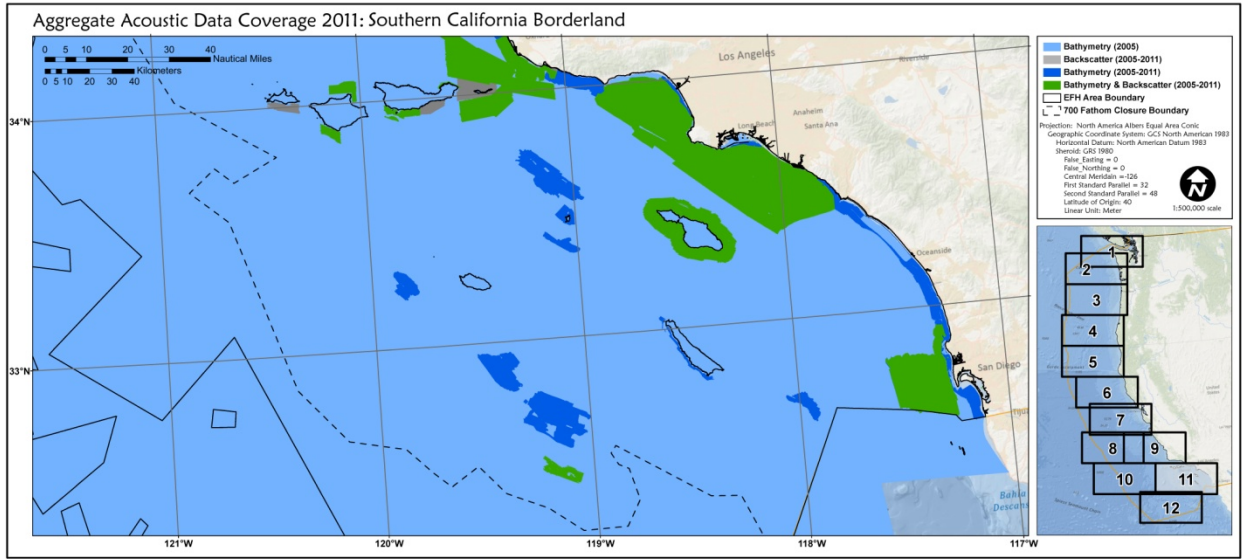 Aggregate Acoustic Data Coverage 2011: Southern California Borderland
0 5 10 20 30 40
Nautical Miles
Kilometers
0 5 10 20 30 40
Los Angeles
Riverside
Anaheim
Long Beach
Santa Ana
Oceanside
San Diego
Bahia
34°N
33°N
121°W
120°W
119°W
118°W
117°W
Bathymetry (2005)
Backscatter (2005-2011)
Bathymetry (2005-2011)
Bathymetry & Backscatter (2005-2011)
EFH Area Boundary
700 Fathom Closure Boundary
Projection: North America Albers Equal Area Conic
Geographic Coordinate System: GCS North American 1983
Horizontal Datum: North American Datum 1983
Sheroid: GRS 1980
False_Easting = 0
False_Northing = 0
Central Meridain =-126
First Standard Parallel = 32
Second Standard Parallel = 48
Latitude of Origin: 40
Linear Unit: Meter
N
1:500,000 scale
1
2
3
4
5
6
7
8
9
10
11
12